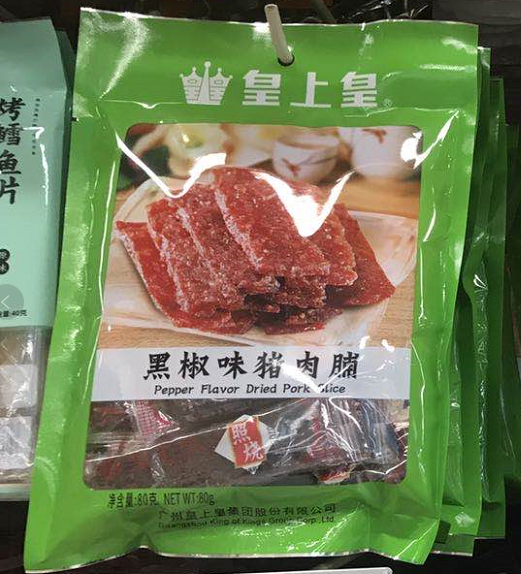 皇上皇®
黑椒味猪肉脯
Pepper Flavor Dried Pork Slice
照烧
净含量:80克 NET WT:80g
广州皇上皇集团股份有限公司
Guangzhou King of Kings Group Corp.,Ltd
烤鳕鱼片